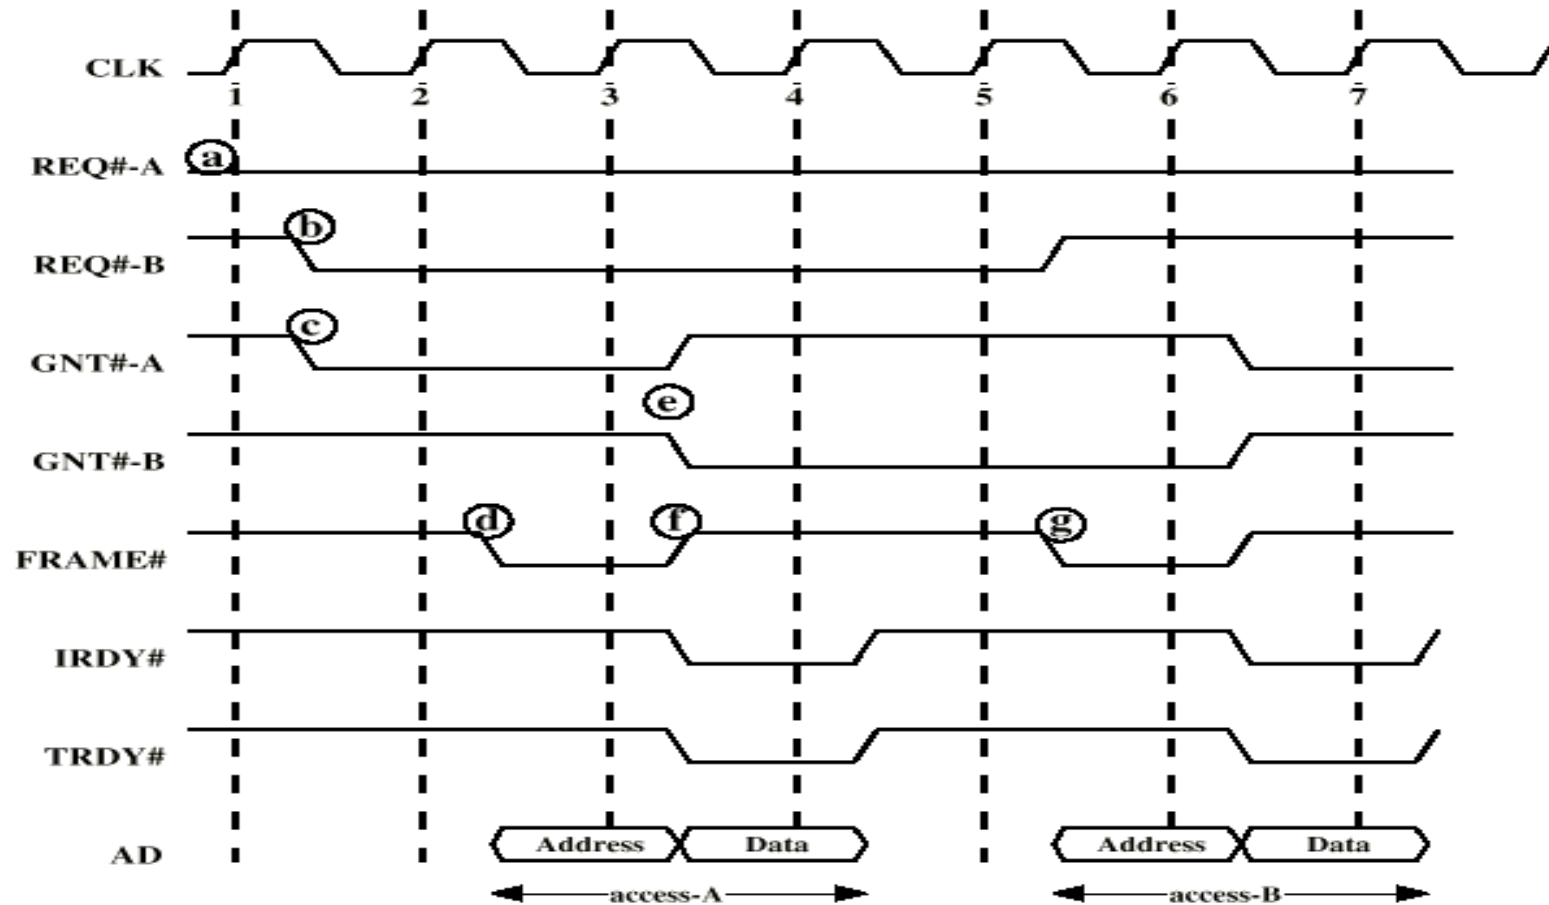 CLK
1 2 3 4 5 6 7
a
REQ#-A
b
REQ#-B
c
GNT#-A
e
GNT#-B
d f g
FRAME#
IRDY#
TRDY#
AD Address Data Address Data
access-A access-B